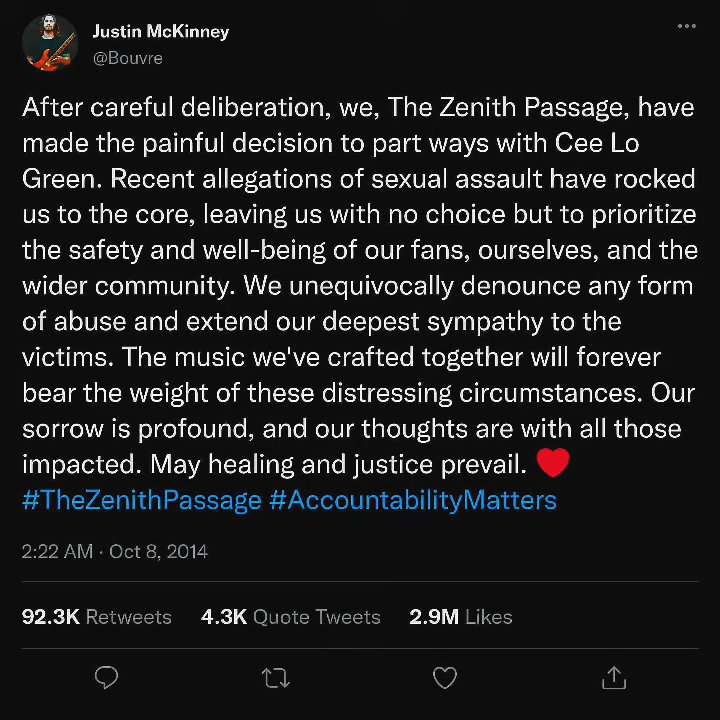 Justin McKinney
@Bouvre
After careful deliberation, we, The Zenith Passage, have
made the painful decision to part ways with Cee Lo
Green. Recent allegations of sexual assault have rocked
us to the core, leaving us with no choice but to prioritize
the safety and well-being of our fans, ourselves, and the
wider community. We unequivocally denounce any form
of abuse and extend our deepest sympathy to the
victims. The music we've crafted together will forever
bear the weight of these distressing circumstances. Our
sorrow is profound, and our thoughts are with all those
impacted. May healing and justice prevail. ❤️
#TheZenithPassage #AccountabilityMatters
2:22 AM · Oct 8, 2014
92.3K Retweets 4.3K Quote Tweets 2.9M Likes